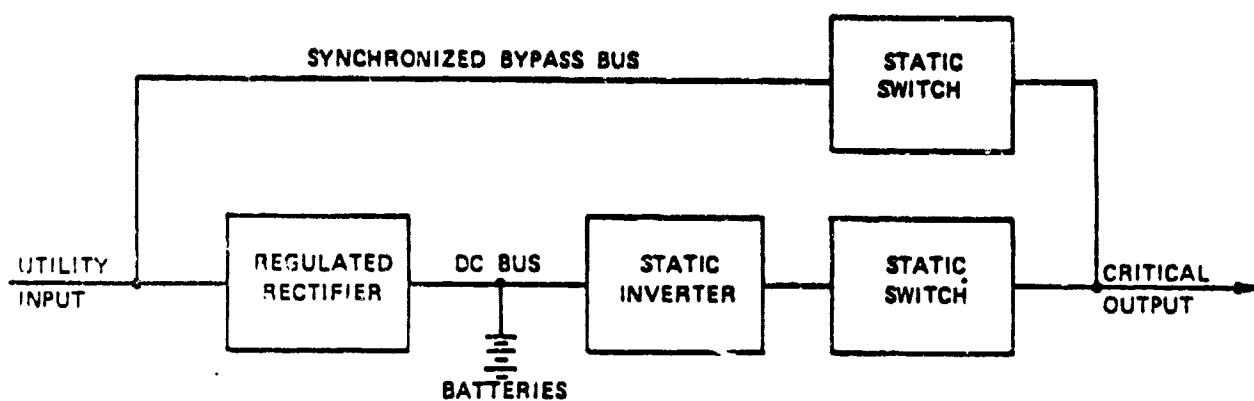 SYNCHRONIZED BYPASS BUS
STATIC
SWITCH
UTILITY
INPUT
REGULATED
RECTIFIER
DC BUS
BATTERIES
STATIC
INVERTER
STATIC
SWITCH
CRITICAL
OUTPUT